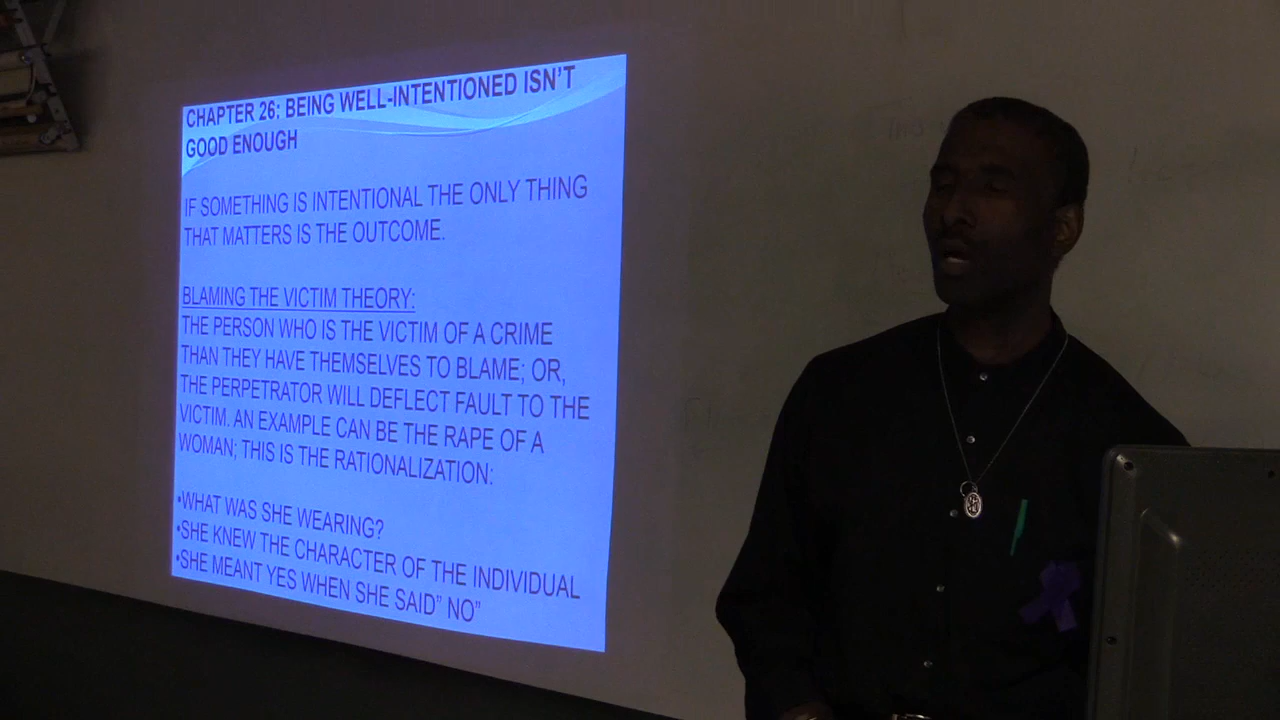 CHAPTER 26: BEING WELL-INTENTIONED ISN'T
GOOD ENOUGH
IF SOMETHING IS INTENTIONAL THE ONLY THING
THAT MATTERS IS THE OUTCOME.
BLAMING THE VICTIM THEORY:
THE PERSON WHO IS THE VICTIM OF A CRIME
THAN THEY HAVE THEMSELVES TO BLAME; OR,
THE PERPETRATOR WILL DEFLECT FAULT TO THE
VICTIM. AN EXAMPLE CAN BE THE RAPE OF A
WOMAN; THIS IS THE RATIONALIZATION:
•WHAT WAS SHE WEARING?
•SHE KNEW THE CHARACTER OF THE INDIVIDUAL
•SHE MEANT YES WHEN SHE SAID" NO"